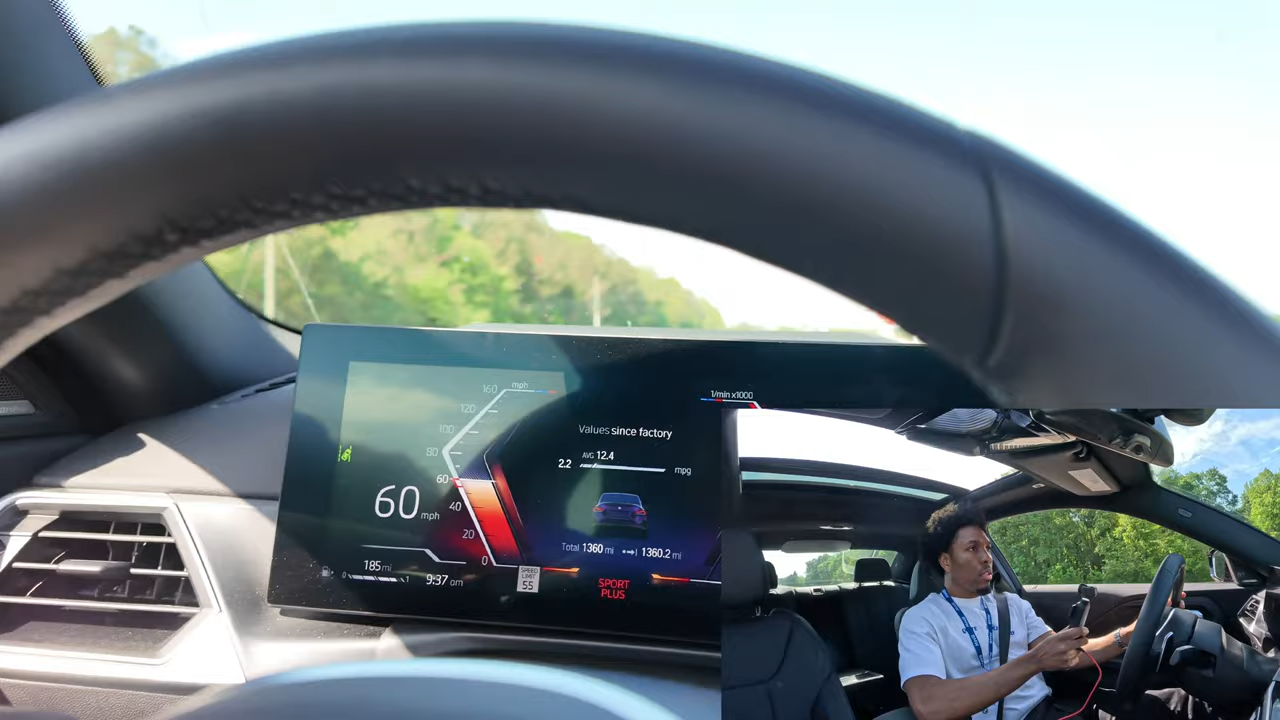 160 mph
120
100
80
60
40
20
0
60 mph
1/min x1000
Values since factory
AVG 12.4
2.2 mpg
Total 1360 mi 1360.2 mi
185 mi
0 1
9:37 am
SPEED
LIMIT
55
SPORT
PLUS